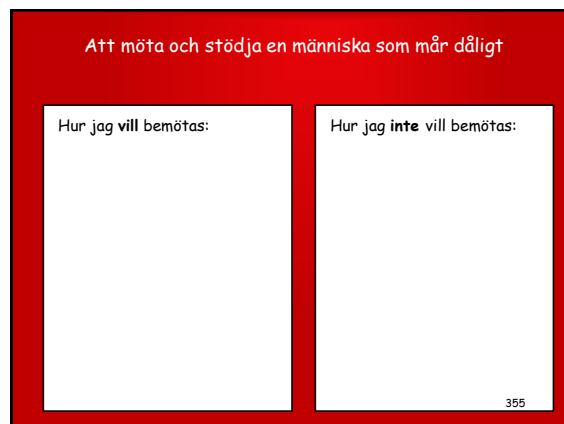 Att möta och stödja en människa som mår dåligt
Hur jag vill bemötas:
Hur jag inte vill bemötas:
355